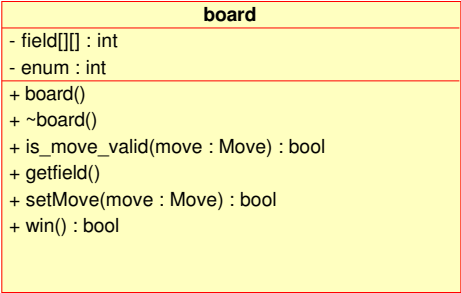 board
- field[][] : int
- enum : int
+ board()
+ ~board()
+ is_move_valid(move : Move) : bool
+ getfield()
+ setMove(move : Move) : bool
+ win() : bool